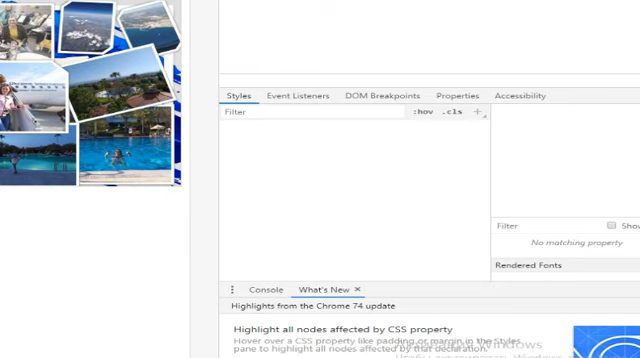 Styles Event Listeners DOM Breakpoints Properties Accessibility
Filter :hov .cls +
Filter Show
No matching property
Rendered Fonts
Console What's New ×
Highlights from the Chrome 74 update
Highlight all nodes affected by CSS property
Hover over a CSS property like padding or margin in the Styles
pane to highlight all nodes affected by that declaration.
Windows